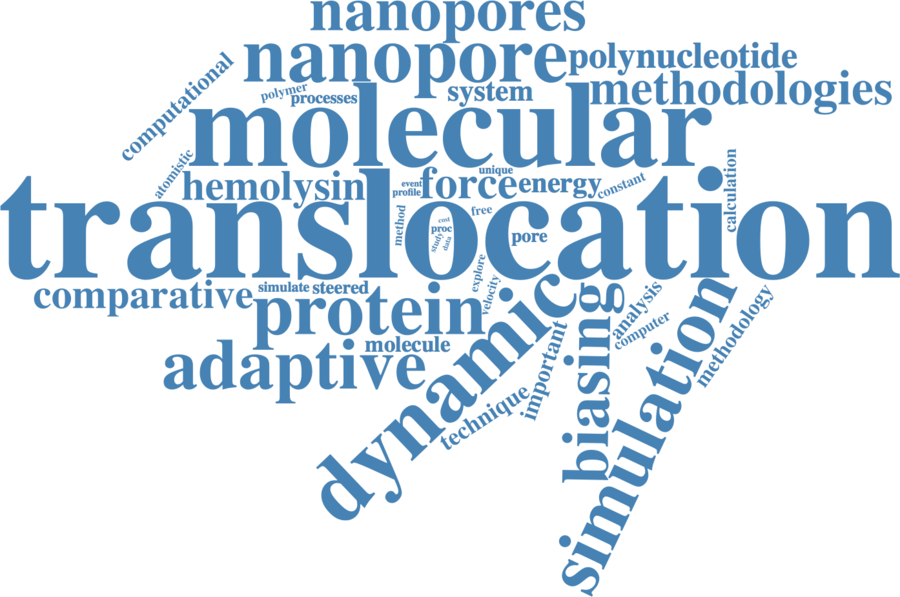 nanopores
nanopore
polynucleotide
computational
polymer
processes
system
methodologies
molecular
atomistic
hemolysin
event
profile
force
unique
energy
constant
calculation
translocation
method
free
cost
proc
study
data
pore
explore
velocity
comparative
simulate
steered
protein
dynamic
biasing
analysis
computer
simulation
methodology
molecule
adaptive
important
technique